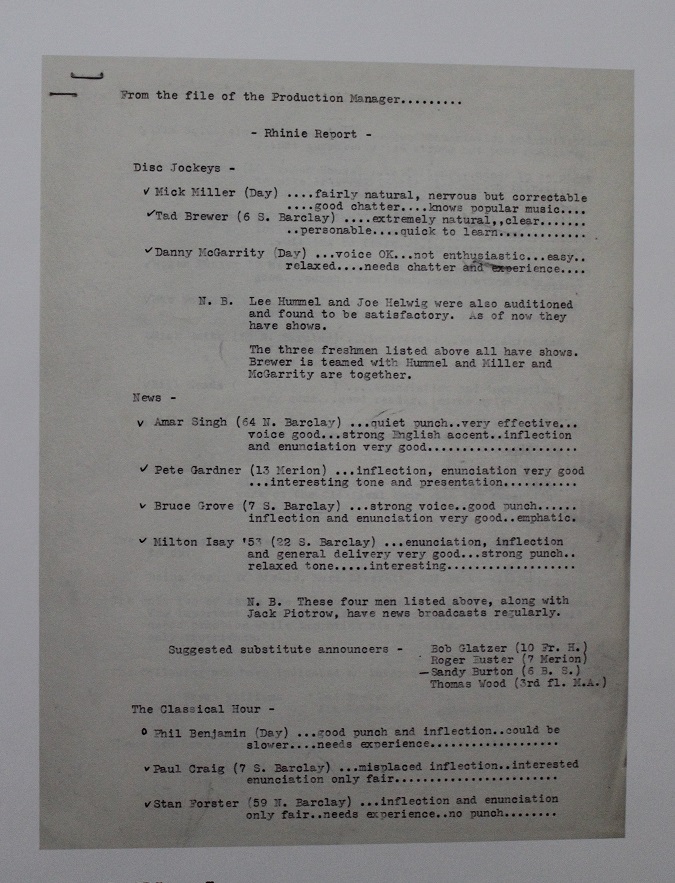 From the file of the Production Manager.........
- Rhinie Report -
Disc Jockeys -
Mick Miller (Day) ....fairly natural, nervous but correctable
....good chatter....knows popular music....
Tad Brewer (6 S. Barclay) ....extremely natural,,clear.......
..personable....quick to learn.............
Danny McGarrity (Day) ...voice OK...not enthusiastic...easy..
relaxed....needs chatter and experience....
N. B. Lee Hummel and Joe Helwig were also auditioned
and found to be satisfactory. As of now they
have shows.
The three freshmen listed above all have shows.
Brewer is teamed with Hummel and Miller and
McGarrity are together.
News -
Amar Singh (64 N. Barclay) ...quiet punch..very effective...
voice good...strong English accent..inflection
and enunciation very good..................
Pete Gardner (13 Merion) ...inflection, enunciation very good
...interesting tone and presentation...........
Bruce Grove (7 S. Barclay) ...strong voice..good punch......
inflection and enunciation very good..emphatic.
Milton Isay '53 (22 S. Barclay) ...enunciation, inflection
and general delivery very good...strong punch..
relaxed tone.....interesting...................
N. B. These four men listed above, along with
Jack Piotrow, have news broadcasts regularly.
Suggested substitute announcers - Bob Glatzer (10 Fr. H.)
Roger Euster (7 Merion)
Sandy Burton (6 B. S.)
Thomas Wood (3rd fl. M.A.)
The Classical Hour -
Phil Benjamin (Day) ...good punch and inflection..could be
slower....needs experience..................
Paul Craig (7 S. Barclay) ...misplaced inflection..interested
enunciation only fair.......................
Stan Forster (59 N. Barclay) ...inflection and enunciation
only fair..needs experience..no punch........